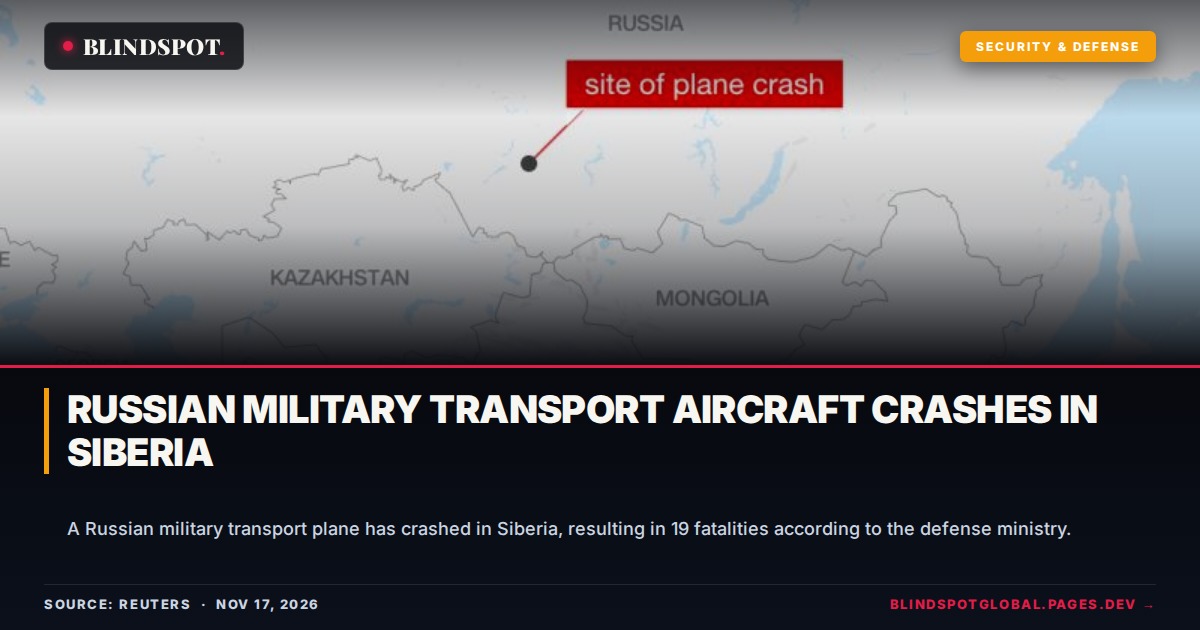 RUSSIA
BLINDSPOT.
SECURITY & DEFENSE
site of plane crash
E
KAZAKHSTAN
MONGOLIA
RUSSIAN MILITARY TRANSPORT AIRCRAFT CRASHES IN
SIBERIA
A Russian military transport plane has crashed in Siberia, resulting in 19 fatalities according to the defense ministry.
SOURCE: REUTERS · NOV 17, 2026
BLINDSPOTGLOBAL.PAGES.DEV →